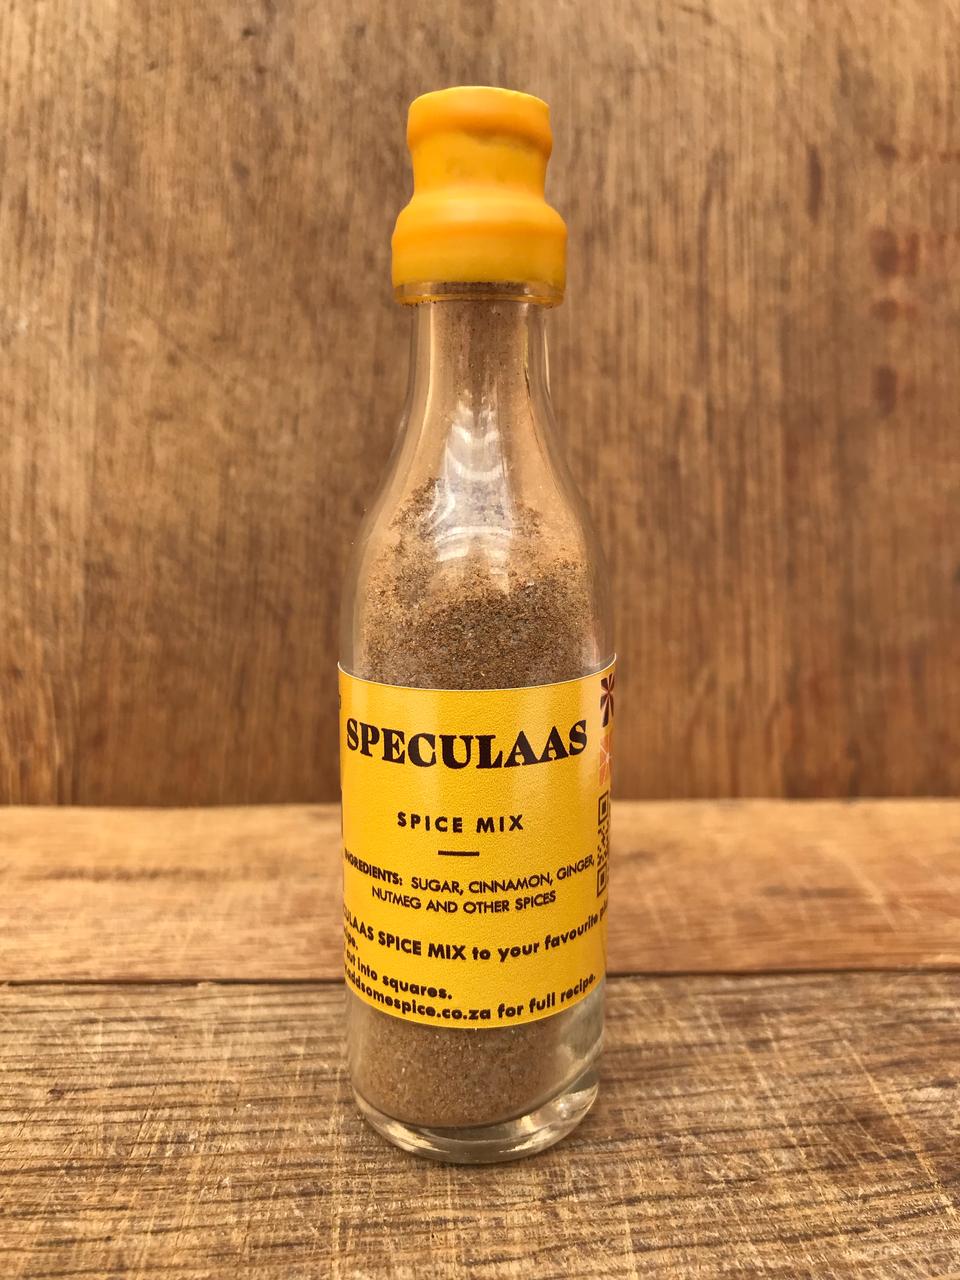 SPECULAAS
SPICE MIX
INGREDIENTS: SUGAR, CINNAMON, GINGER,
NUTMEG AND OTHER SPICES
SPICE MIX to your favourite
into squares.
for full recipe.